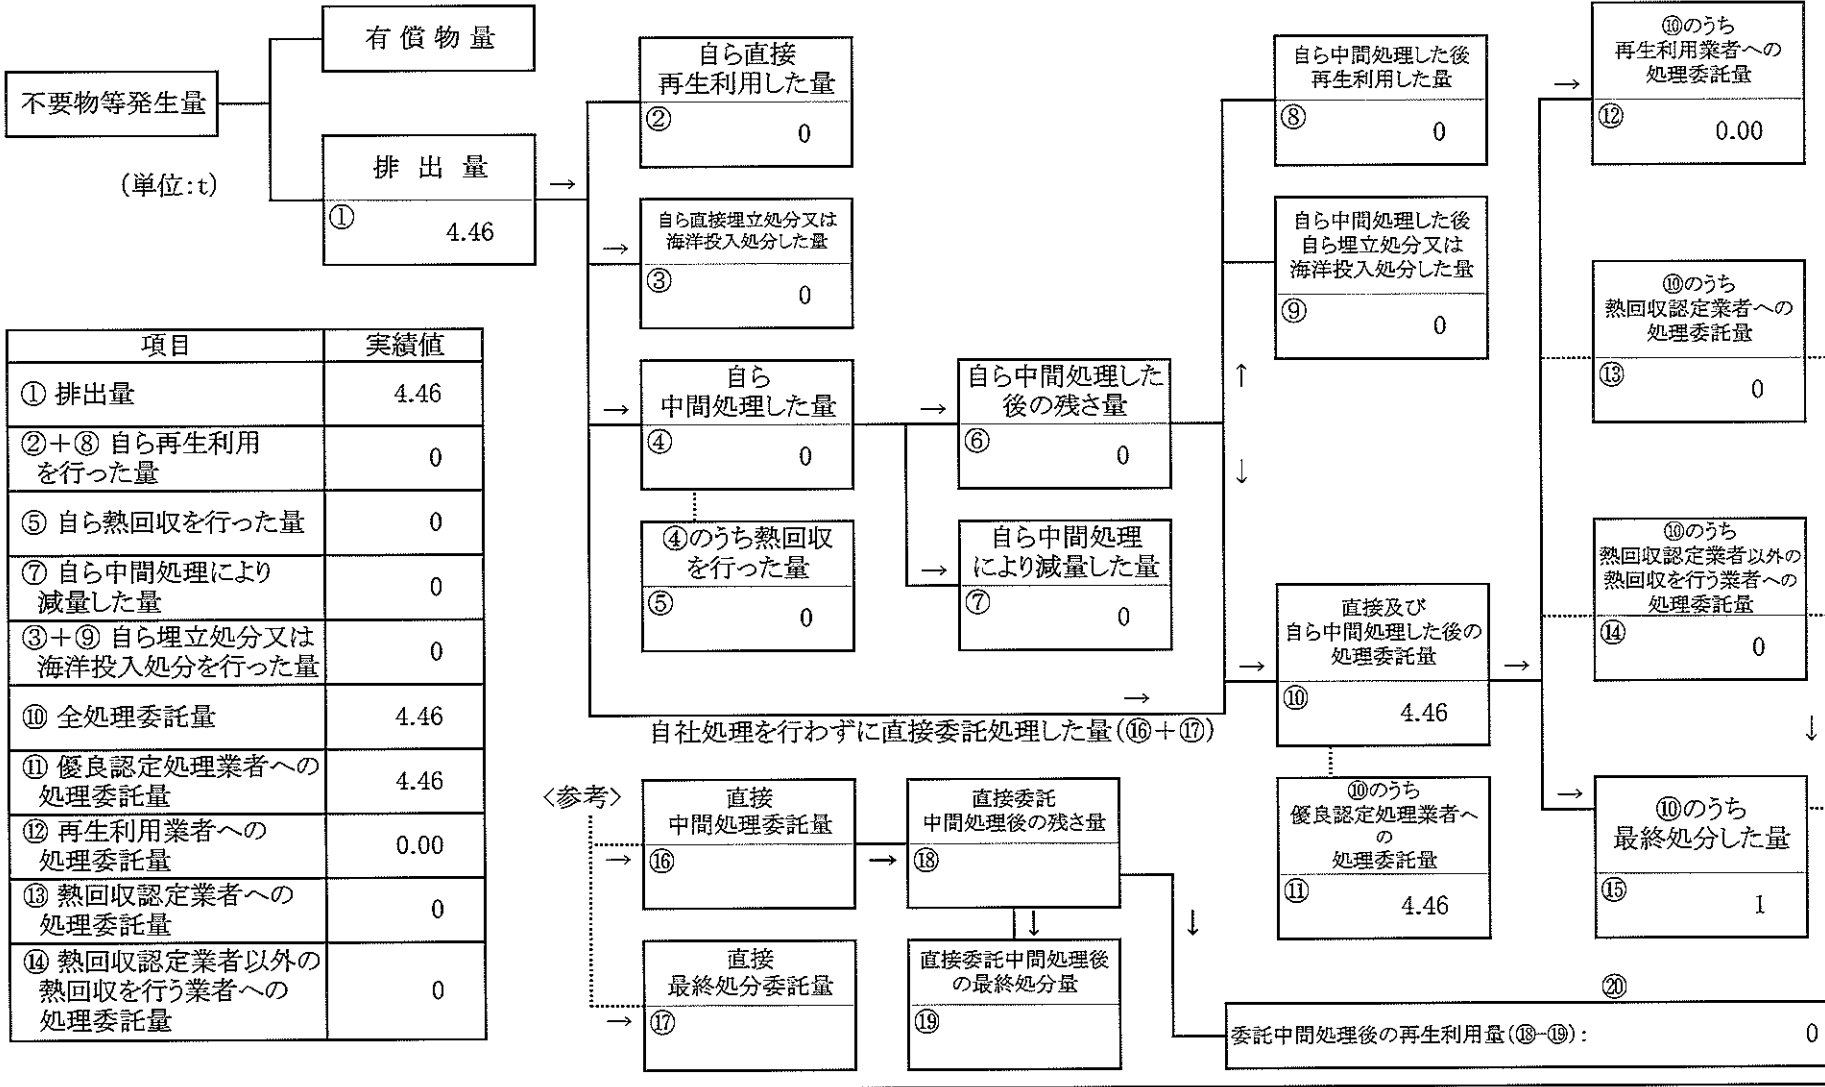 不要物等発生量
(単位:t)
有 償 物 量
排 出 量
①
4.46
→
自ら直接
再生利用した量
②
0
→
自ら直接埋立処分又は
海洋投入処分した量
③
0
→
自ら
中間処理した量
④
0
④のうち熱回収
を行った量
⑤
0
→
自ら中間処理した
後の残さ量
⑥
0
→
自ら中間処理
により減量した量
⑦
0
↑
↓
自ら中間処理した後
再生利用した量
⑧
0
自ら中間処理した後
自ら埋立処分又は
海洋投入処分した量
⑨
0
→
自社処理を行わずに直接委託処理した量(⑯+⑰)
→
直接及び
自ら中間処理した後の
処理委託量
⑩
4.46
⑩のうち
優良認定処理業者へ
の
処理委託量
⑪
4.46
→
→
⑩のうち
再生利用業者への
処理委託量
⑫
0.00
⑩のうち
熱回収認定業者への
処理委託量
⑬
0
⑩のうち
熱回収認定業者以外の
熱回収を行う業者への
処理委託量
⑭
0
↓
→
⑩のうち
最終処分した量
⑮
1
項目 実績値
① 排出量 4.46
②+⑧ 自ら再生利用
を行った量 0
⑤ 自ら熱回収を行った量 0
⑦ 自ら中間処理により
減量した量 0
③+⑨ 自ら埋立処分又は
海洋投入処分を行った量 0
⑩ 全処理委託量 4.46
⑪ 優良認定処理業者への
処理委託量 4.46
⑫ 再生利用業者への
処理委託量 0.00
⑬ 熱回収認定業者への
処理委託量 0
⑭ 熱回収認定業者以外の
熱回収を行う業者への
処理委託量 0
<参考>
→
直接
中間処理委託量
⑯
→
直接委託
中間処理後の残さ量
⑱
↓
↓
→
直接
最終処分委託量
⑰
直接委託中間処理後
の最終処分量
⑲
⑳
委託中間処理後の再生利用量(⑱-⑲): 0